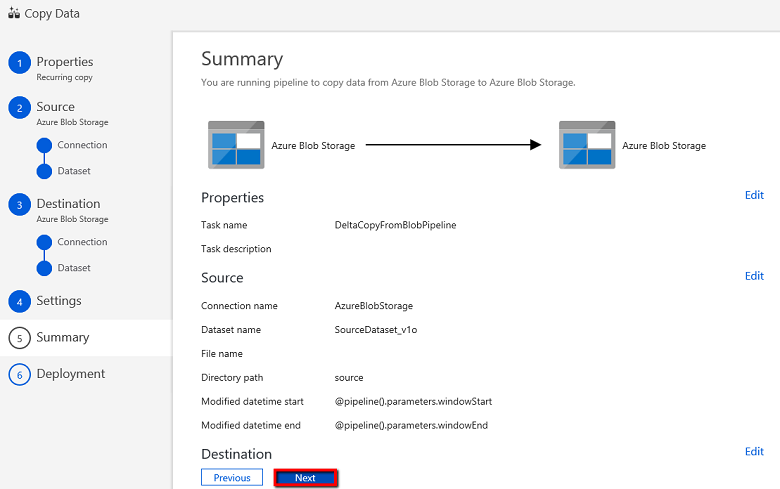 Copy Data
1 Properties
Recurring copy
2 Source
Azure Blob Storage
Connection
Dataset
3 Destination
Azure Blob Storage
Connection
Dataset
4 Settings
5 Summary
6 Deployment
Summary
You are running pipeline to copy data from Azure Blob Storage to Azure Blob Storage.
Azure Blob Storage Azure Blob Storage
Properties Edit
Task name DeltaCopyFromBlobPipeline
Task description
Source Edit
Connection name AzureBlobStorage
Dataset name SourceDataset_v1o
File name
Directory path source
Modified datetime start @pipeline().parameters.windowStart
Modified datetime end @pipeline().parameters.windowEnd
Destination Edit
Previous Next